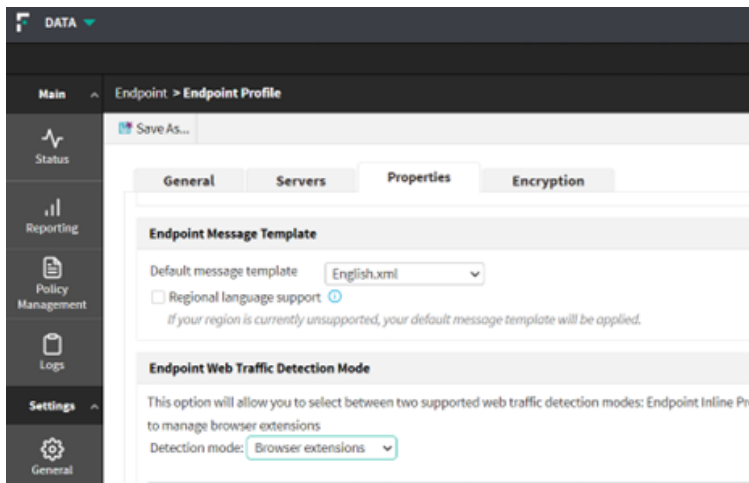 DATA
Main
Endpoint > Endpoint Profile
Save As...
Status
General Servers Properties Encryption
Reporting
Endpoint Message Template
Default message template English.xml
Policy
Management
Regional language support
If your region is currently unsupported, your default message template will be applied.
Logs
Endpoint Web Traffic Detection Mode
Settings
This option will allow you to select between two supported web traffic detection modes: Endpoint Inline Pr
to manage browser extensions
Detection mode: Browser extensions
General